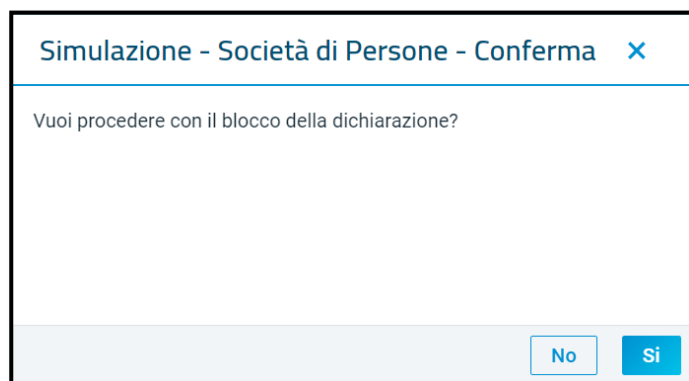 Simulazione - Società di Persone - Conferma
Vuoi procedere con il blocco della dichiarazione?
No
Si